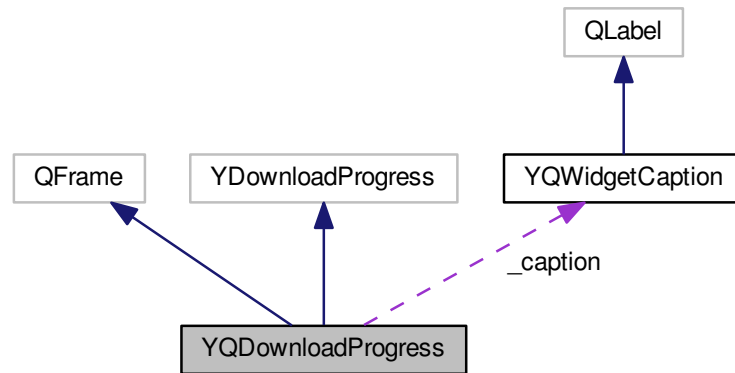 QLabel
QFrame
YDownloadProgress
YQWidgetCaption
_caption
YQDownloadProgress